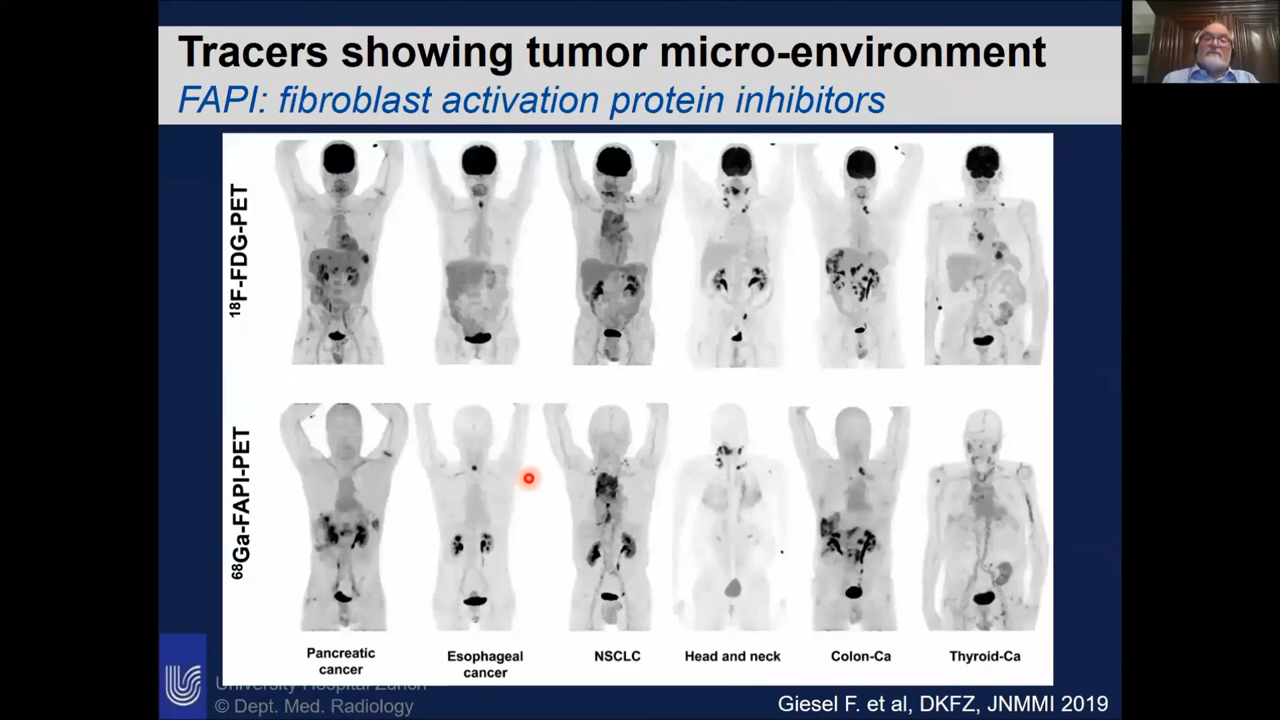 Tracers showing tumor micro-environment
FAPI: fibroblast activation protein inhibitors
¹⁸F-FDG-PET
⁶⁸Ga-FAPI-PET
Pancreatic cancer
Esophageal cancer
NSCLC
Head and neck
Colon-Ca
Thyroid-Ca
University Hospital Zurich
© Dept. Med. Radiology
Giesel F. et al, DKFZ, JNMMI 2019